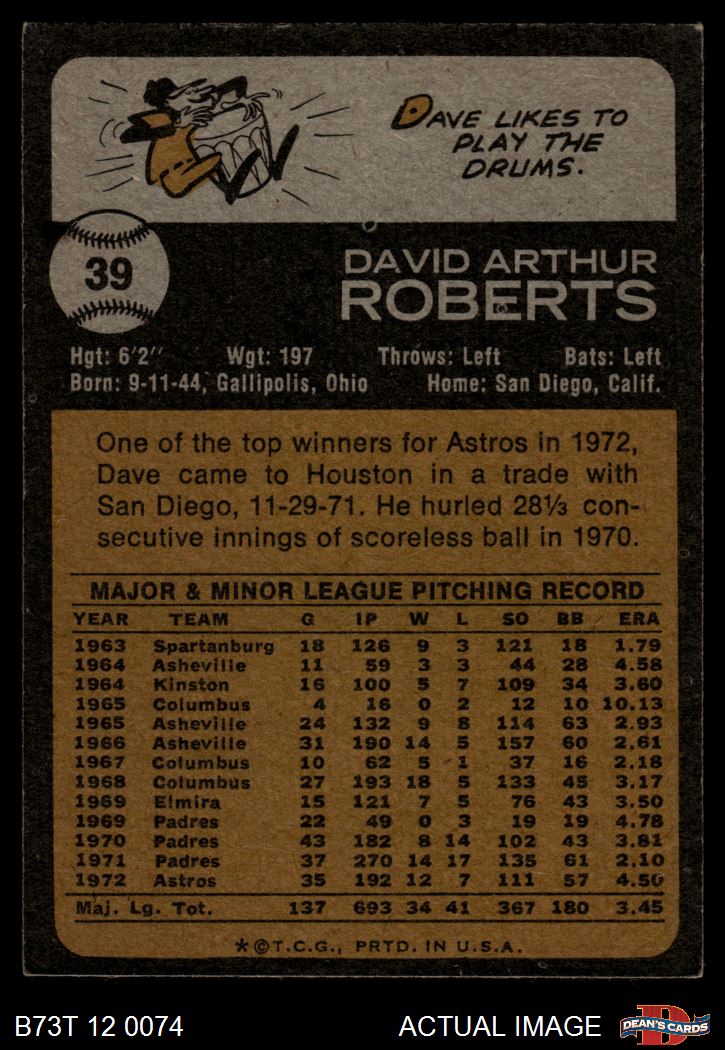 DAVE LIKES TO
PLAY THE
DRUMS.
39
DAVID ARTHUR
ROBERTS
Hgt: 6'2" Wgt: 197 Throws: Left Bats: Left
Born: 9-11-44, Gallipolis, Ohio Home: San Diego, Calif.
One of the top winners for Astros in 1972,
Dave came to Houston in a trade with
San Diego, 11-29-71. He hurled 28⅓ con-
secutive innings of scoreless ball in 1970.
MAJOR & MINOR LEAGUE PITCHING RECORD
YEAR TEAM G IP W L SO BB ERA
1963 Spartanburg 18 126 9 3 121 18 1.79
1964 Asheville 11 59 3 3 44 28 4.58
1964 Kinston 16 100 5 7 109 34 3.60
1965 Columbus 4 16 0 2 12 10 10.13
1965 Asheville 24 132 9 8 114 63 2.93
1966 Asheville 31 190 14 5 157 60 2.61
1967 Columbus 10 62 5 1 37 16 2.18
1968 Columbus 27 193 18 5 133 45 3.17
1969 Elmira 15 121 7 5 76 43 3.50
1969 Padres 22 49 0 3 19 19 4.78
1970 Padres 43 182 8 14 102 43 3.81
1971 Padres 37 270 14 17 135 61 2.10
1972 Astros 35 192 12 7 111 57 4.50
Maj. Lg. Tot. 137 693 34 41 367 180 3.45
*©T.C.G., PRTD. IN U.S.A.
B73T 12 0074 ACTUAL IMAGE D DEAN'S CARDS